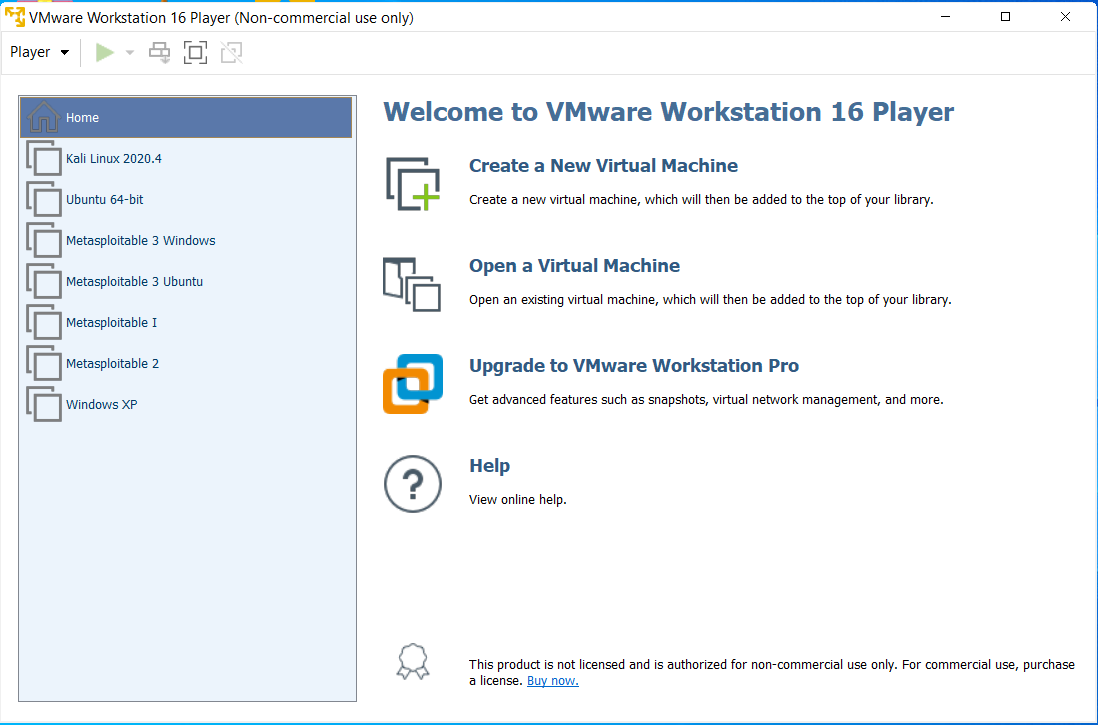 VMware Workstation 16 Player (Non-commercial use only)
Player
Home
Kali Linux 2020.4
Ubuntu 64-bit
Metasploitable 3 Windows
Metasploitable 3 Ubuntu
Metasploitable I
Metasploitable 2
Windows XP
Welcome to VMware Workstation 16 Player
Create a New Virtual Machine
Create a new virtual machine, which will then be added to the top of your library.
Open a Virtual Machine
Open an existing virtual machine, which will then be added to the top of your library.
Upgrade to VMware Workstation Pro
Get advanced features such as snapshots, virtual network management, and more.
?
Help
View online help.
This product is not licensed and is authorized for non-commercial use only. For commercial use, purchase
a license. Buy now.